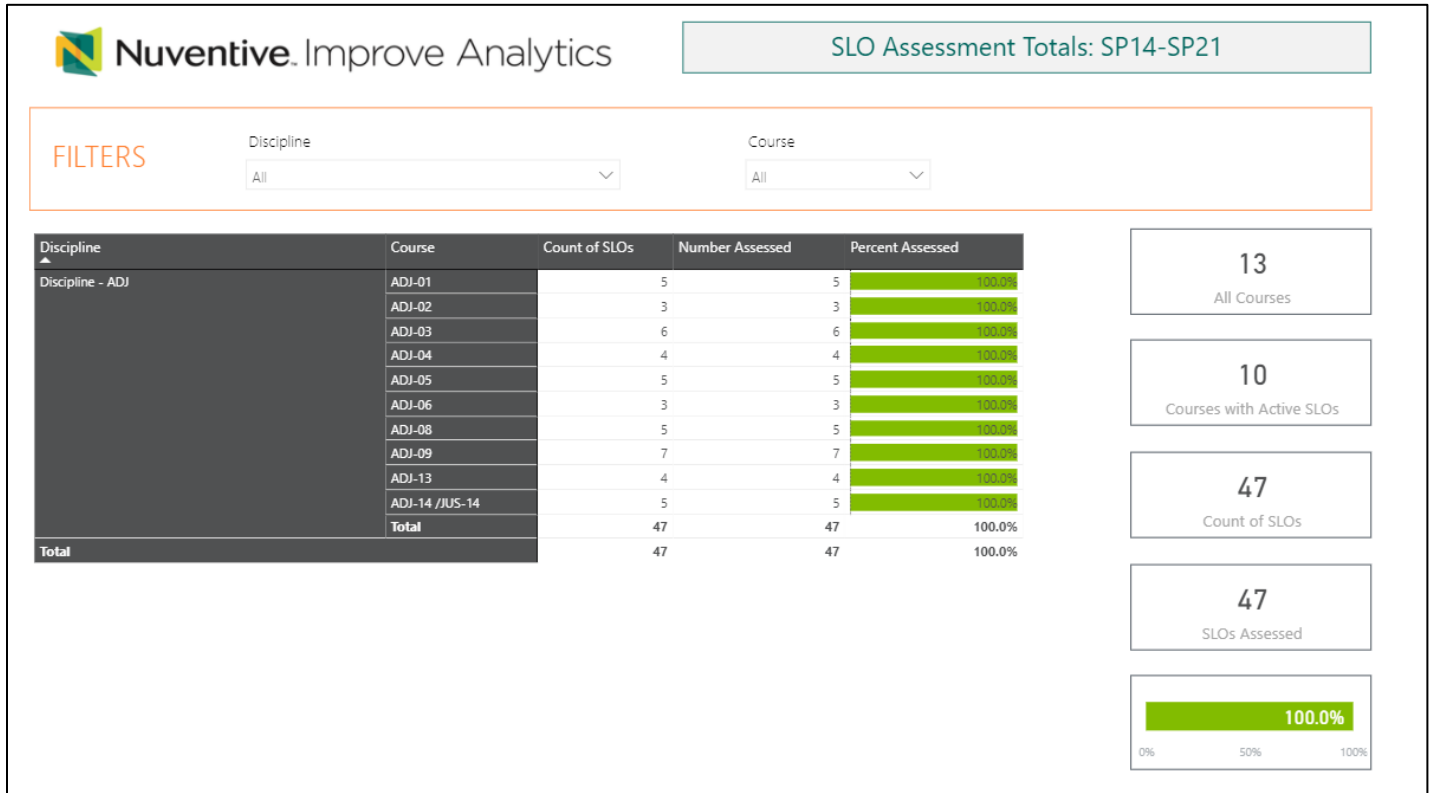 Nuventive. Improve Analytics
SLO Assessment Totals: SP14-SP21
FILTERS
Discipline
All
Course
All
Discipline Course Count of SLOs Number Assessed Percent Assessed
Discipline - ADJ ADJ-01 5 5 100.0%
ADJ-02 3 3 100.0%
ADJ-03 6 6 100.0%
ADJ-04 4 4 100.0%
ADJ-05 5 5 100.0%
ADJ-06 3 3 100.0%
ADJ-08 5 5 100.0%
ADJ-09 7 7 100.0%
ADJ-13 4 4 100.0%
ADJ-14 /JUS-14 5 5 100.0%
Total 47 47 100.0%
Total 47 47 100.0%
13
All Courses
10
Courses with Active SLOs
47
Count of SLOs
47
SLOs Assessed
100.0%
0% 50% 100%